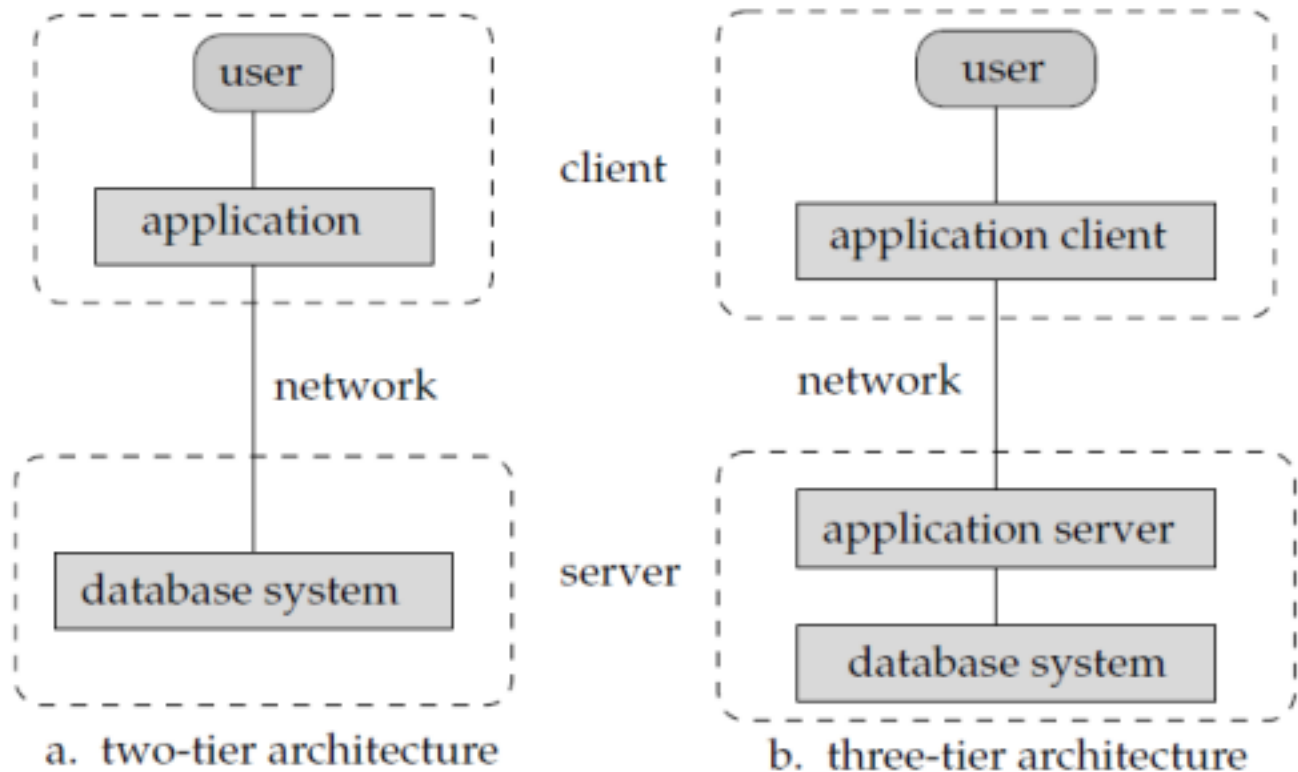 user
user
client
application
application client
network
network
application server
server
database system
database system
a. two-tier architecture
b. three-tier architecture